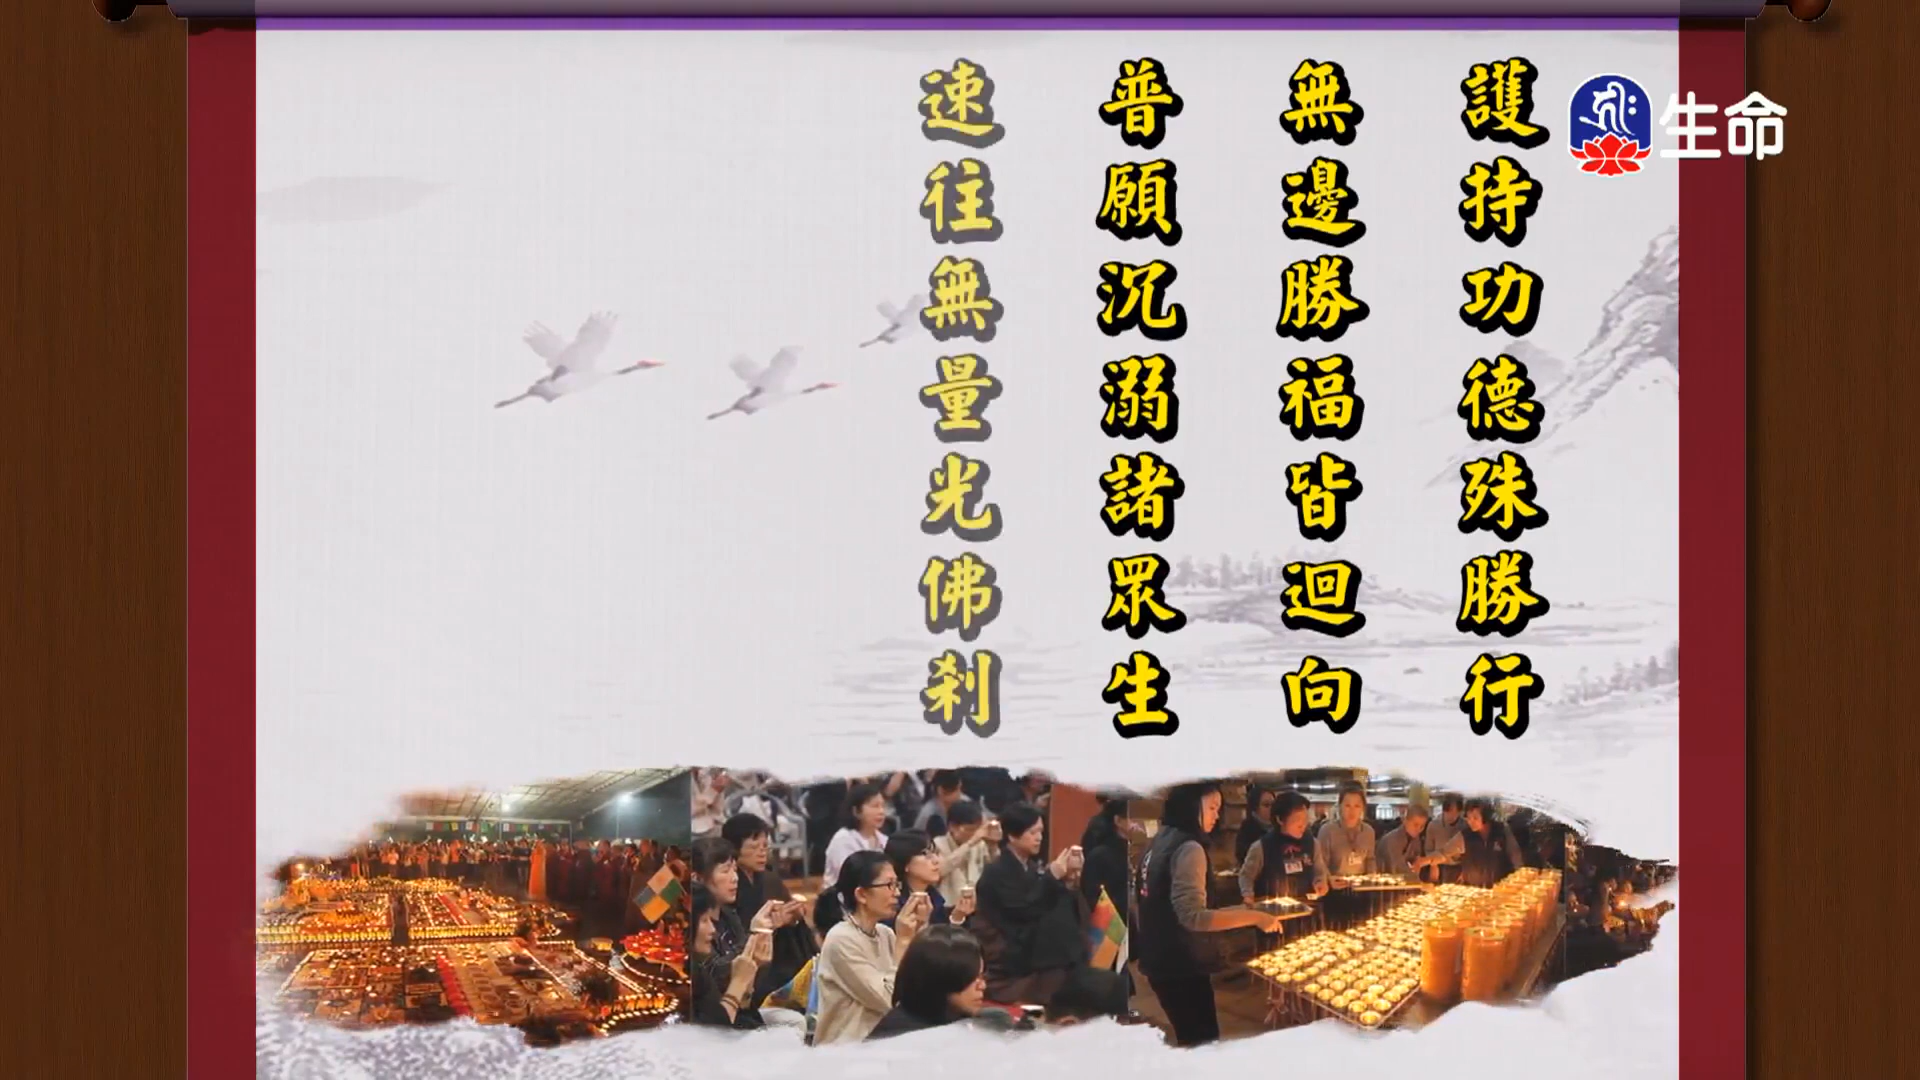 護持功德殊勝行
無邊勝福皆迴向
普願沉溺諸眾生
速往無量光佛剎
生命